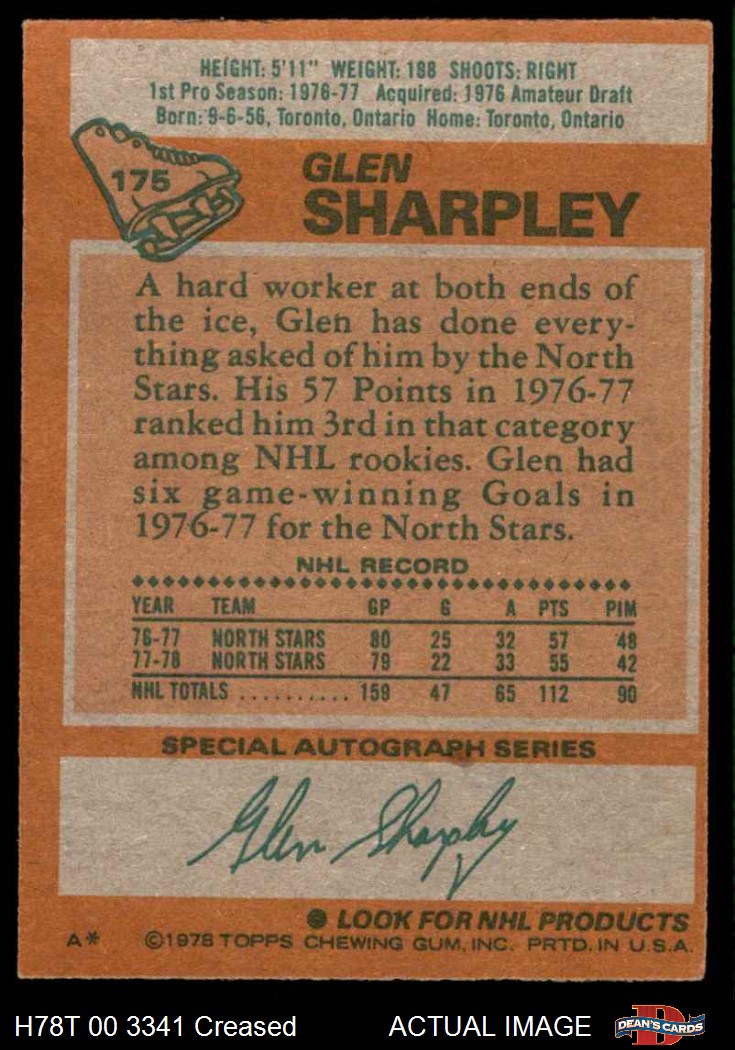 HEIGHT: 5'11" WEIGHT: 188 SHOOTS: RIGHT
1st Pro Season: 1976-77 Acquired: 1976 Amateur Draft
Born: 9-6-56, Toronto, Ontario Home: Toronto, Ontario
175
GLEN
SHARPLEY
A hard worker at both ends of
the ice, Glen has done every-
thing asked of him by the North
Stars. His 57 Points in 1976-77
ranked him 3rd in that category
among NHL rookies. Glen had
six game-winning Goals in
1976-77 for the North Stars.
NHL RECORD
YEAR TEAM GP G A PTS PIM
76-77 NORTH STARS 80 25 32 57 48
77-78 NORTH STARS 79 22 33 55 42
NHL TOTALS .......... 159 47 65 112 90
SPECIAL AUTOGRAPH SERIES
Glen Sharpley
LOOK FOR NHL PRODUCTS
A* ©1978 TOPPS CHEWING GUM, INC. PRTD. IN U.S.A.
H78T 00 3341 Creased ACTUAL IMAGE
D
DEAN'S CARDS